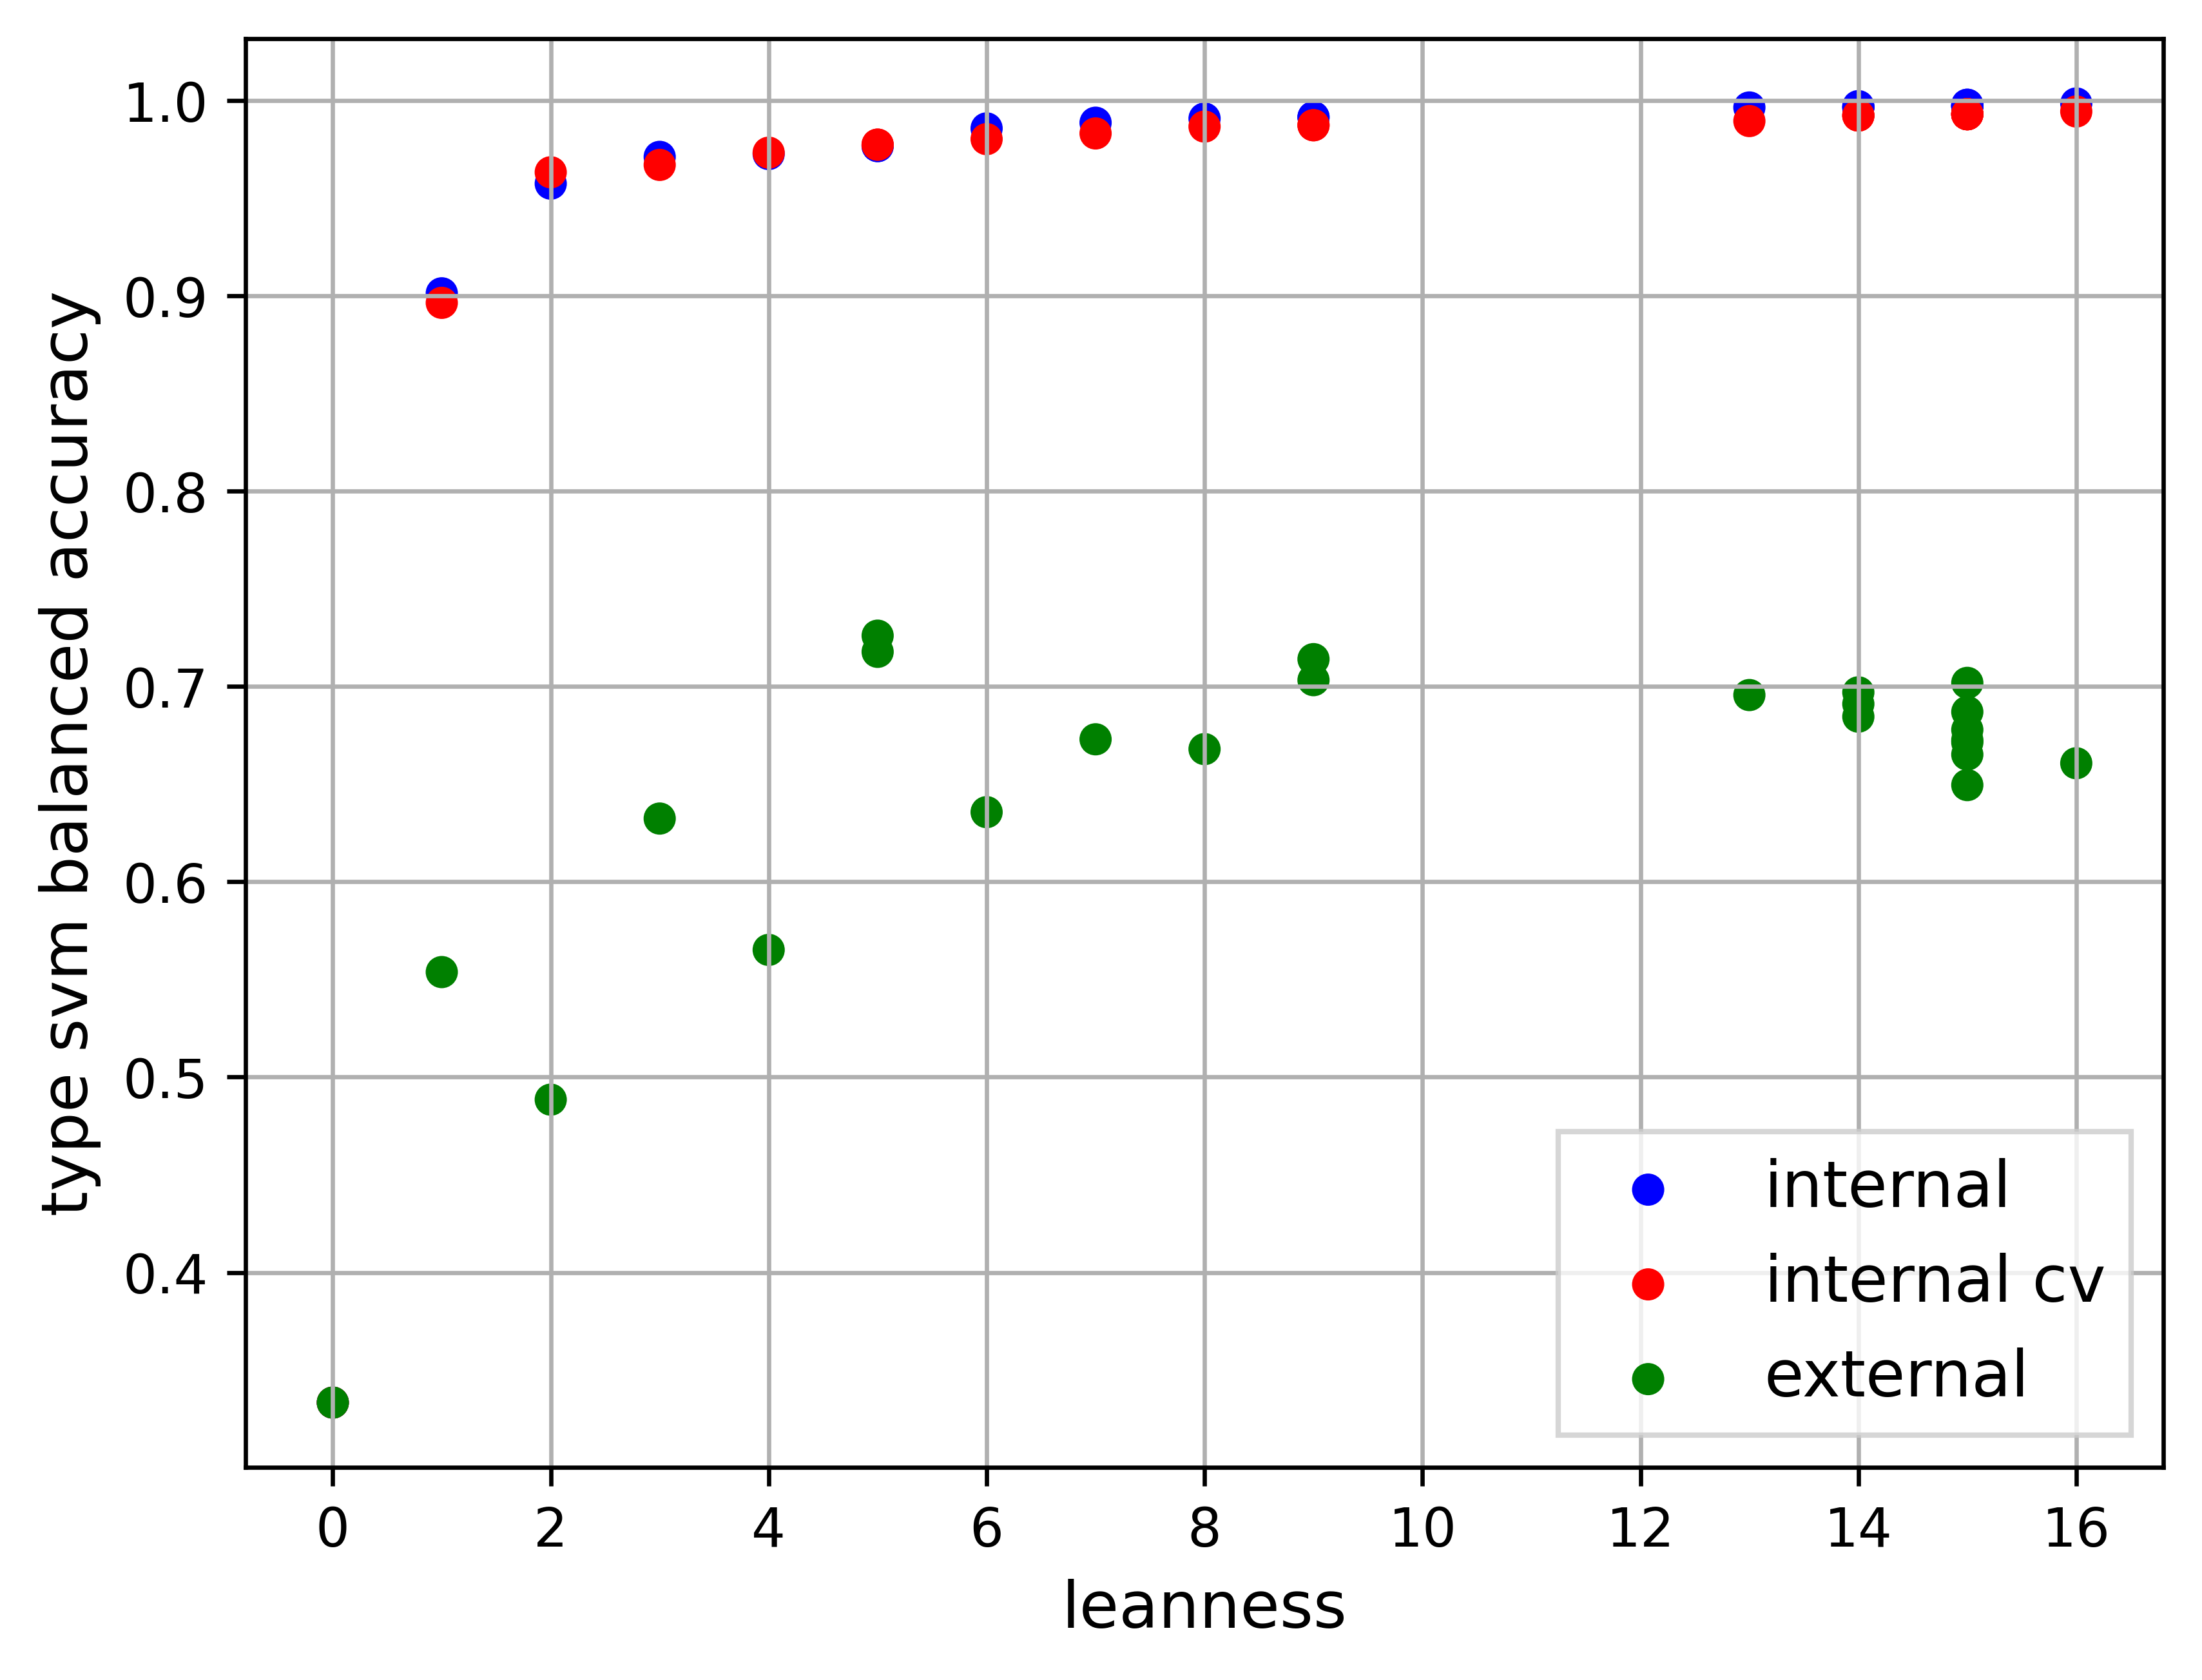 type svm balanced accuracy
1.0
0.9
0.8
0.7
0.6
0.5
0.4
internal
internal cv
external
0 2 4 6 8 10 12 14 16
leanness